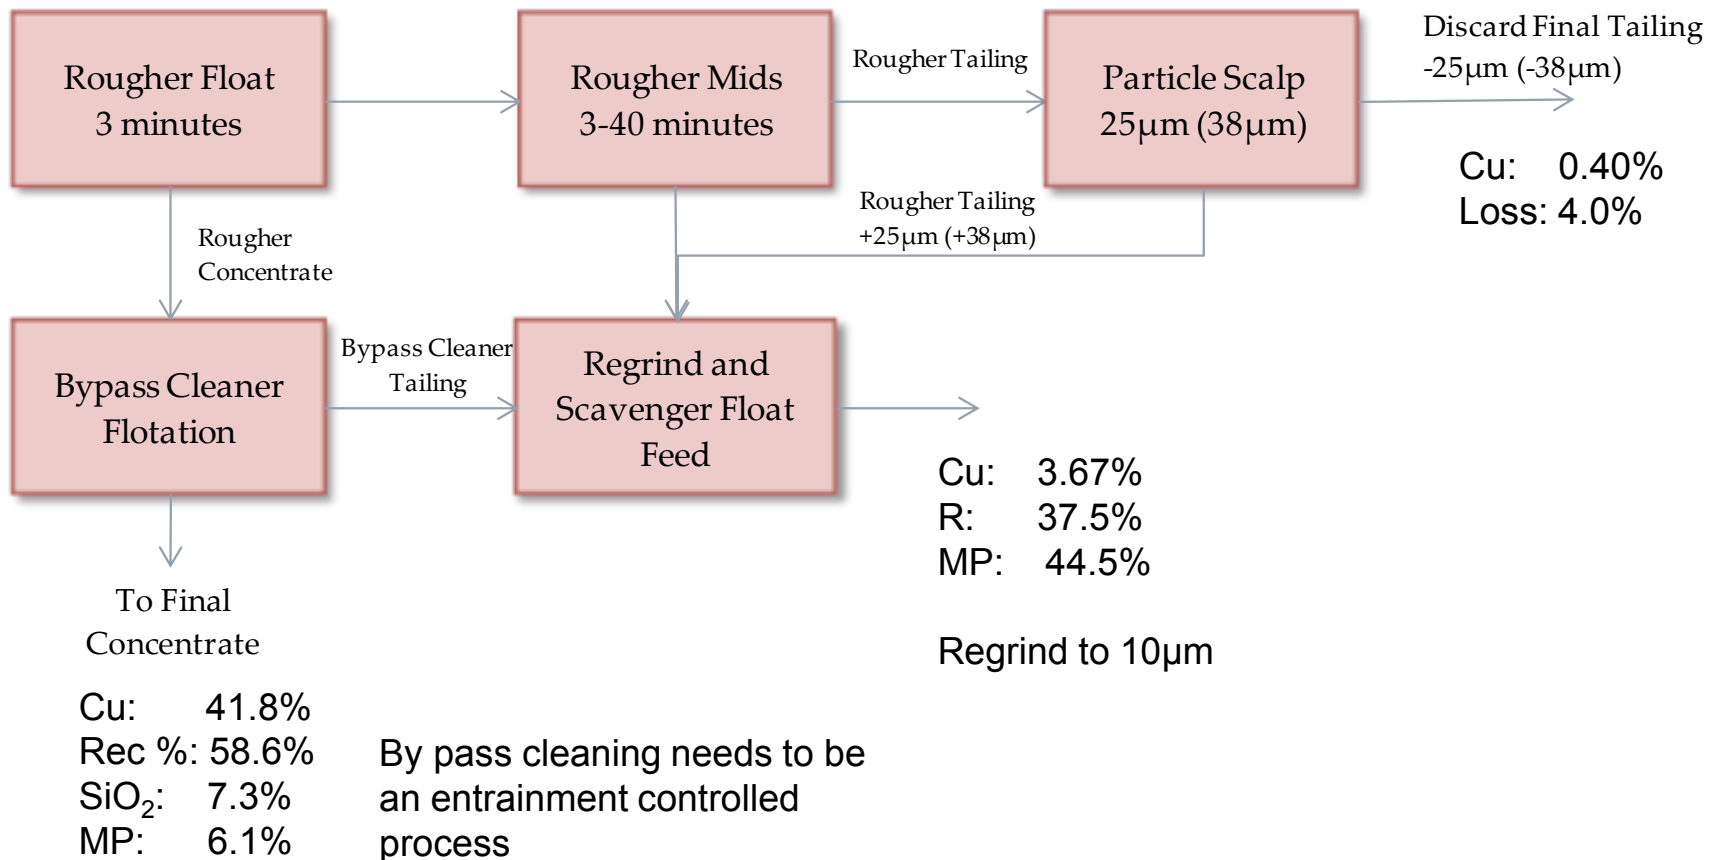 Rougher Float
3 minutes
Rougher Mids
3-40 minutes
Rougher Tailing
Particle Scalp
25µm (38µm)
Discard Final Tailing
-25µm (-38µm)
Cu: 0.40%
Loss: 4.0%
Rougher
Concentrate
Rougher Tailing
+25µm (+38µm)
Bypass Cleaner
Flotation
Bypass Cleaner
Tailing
Regrind and
Scavenger Float
Feed
Cu: 3.67%
R: 37.5%
MP: 44.5%
Regrind to 10µm
To Final
Concentrate
Cu: 41.8%
Rec %: 58.6%
SiO₂: 7.3%
MP: 6.1%
By pass cleaning needs to be
an entrainment controlled
process